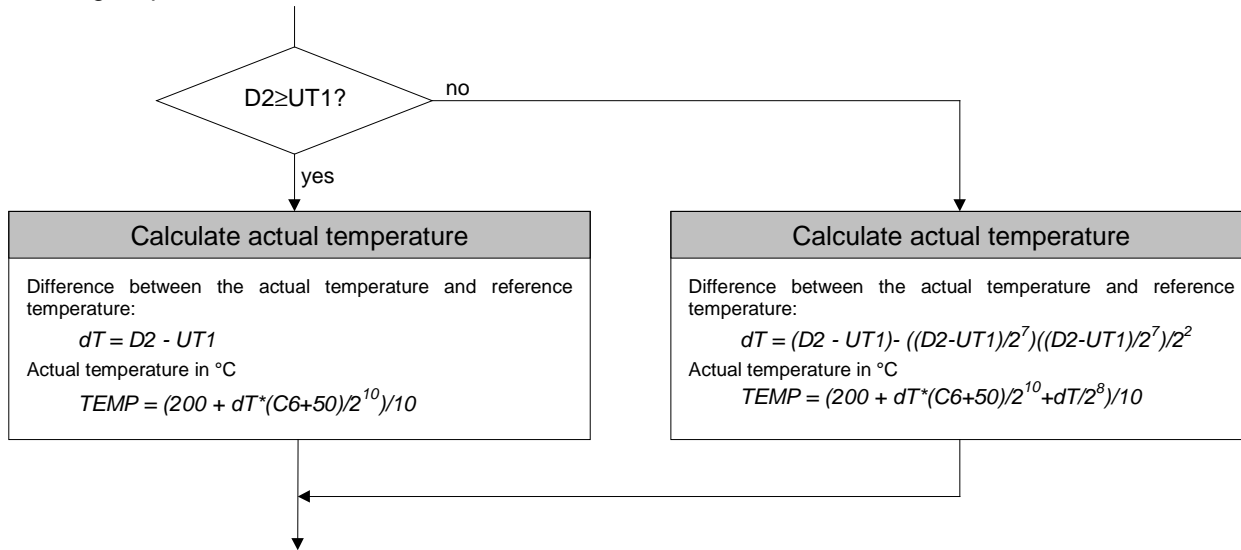 D2≥UT1?
no
yes
Calculate actual temperature
Difference between the actual temperature and reference
temperature:
dT = D2 - UT1
Actual temperature in °C
TEMP = (200 + dT*(C6+50)/2^10)/10
Calculate actual temperature
Difference between the actual temperature and reference
temperature:
dT = (D2 - UT1)- ((D2-UT1)/2^7)((D2-UT1)/2^7)/2^2
Actual temperature in °C
TEMP = (200 + dT*(C6+50)/2^10+dT/2^8)/10